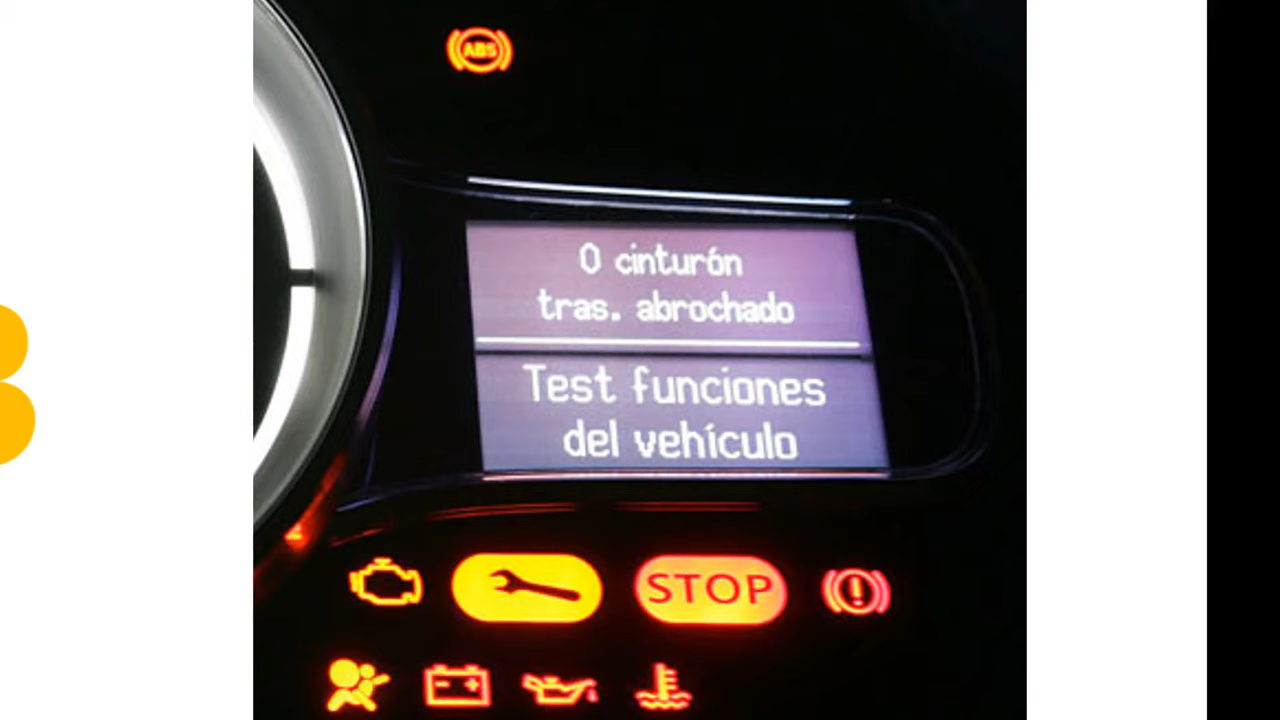 ABS
0 cinturón
tras. abrochado
Test funciones
del vehículo
STOP